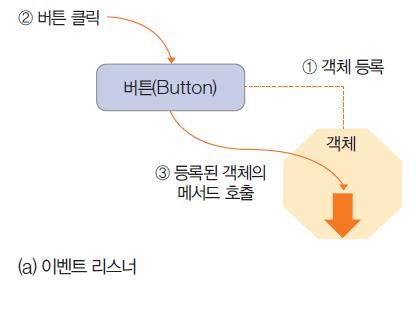 ② 버튼 클릭
① 객체 등록
버튼(Button)
객체
③ 등록된 객체의
메서드 호출
(a) 이벤트 리스너